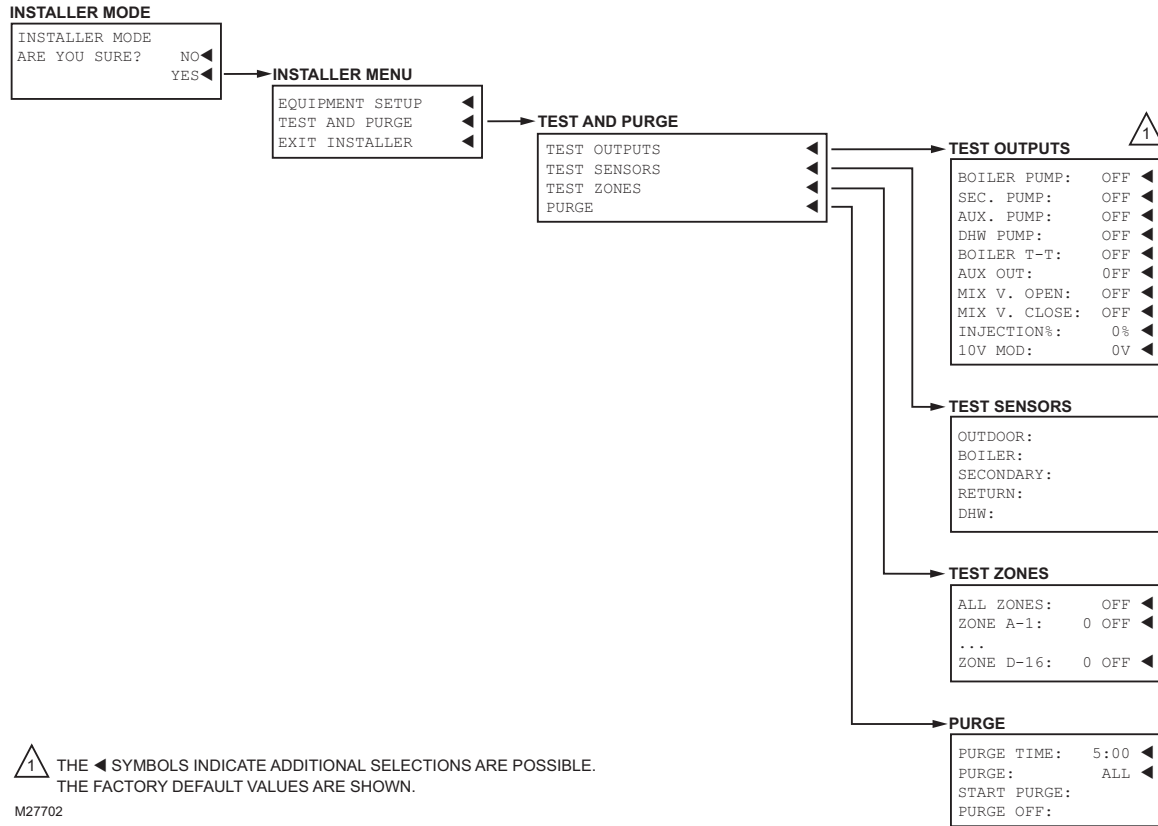 INSTALLER MODE
INSTALLER MODE
ARE YOU SURE? NO◀
YES◀
INSTALLER MENU
EQUIPMENT SETUP ◀
TEST AND PURGE ◀
EXIT INSTALLER ◀
TEST AND PURGE
TEST OUTPUTS ◀
TEST SENSORS ◀
TEST ZONES ◀
PURGE ◀
1
TEST OUTPUTS
BOILER PUMP: OFF ◀
SEC. PUMP: OFF ◀
AUX. PUMP: OFF ◀
DHW PUMP: OFF ◀
BOILER T-T: OFF ◀
AUX OUT: 0FF ◀
MIX V. OPEN: OFF ◀
MIX V. CLOSE: OFF ◀
INJECTION%: 0% ◀
10V MOD: 0V ◀
TEST SENSORS
OUTDOOR:
BOILER:
SECONDARY:
RETURN:
DHW:
TEST ZONES
ALL ZONES: OFF ◀
ZONE A-1: 0 OFF ◀
...
ZONE D-16: 0 OFF ◀
PURGE
PURGE TIME: 5:00 ◀
PURGE: ALL ◀
START PURGE:
PURGE OFF:
1 THE ◀ SYMBOLS INDICATE ADDITIONAL SELECTIONS ARE POSSIBLE.
THE FACTORY DEFAULT VALUES ARE SHOWN.
M27702